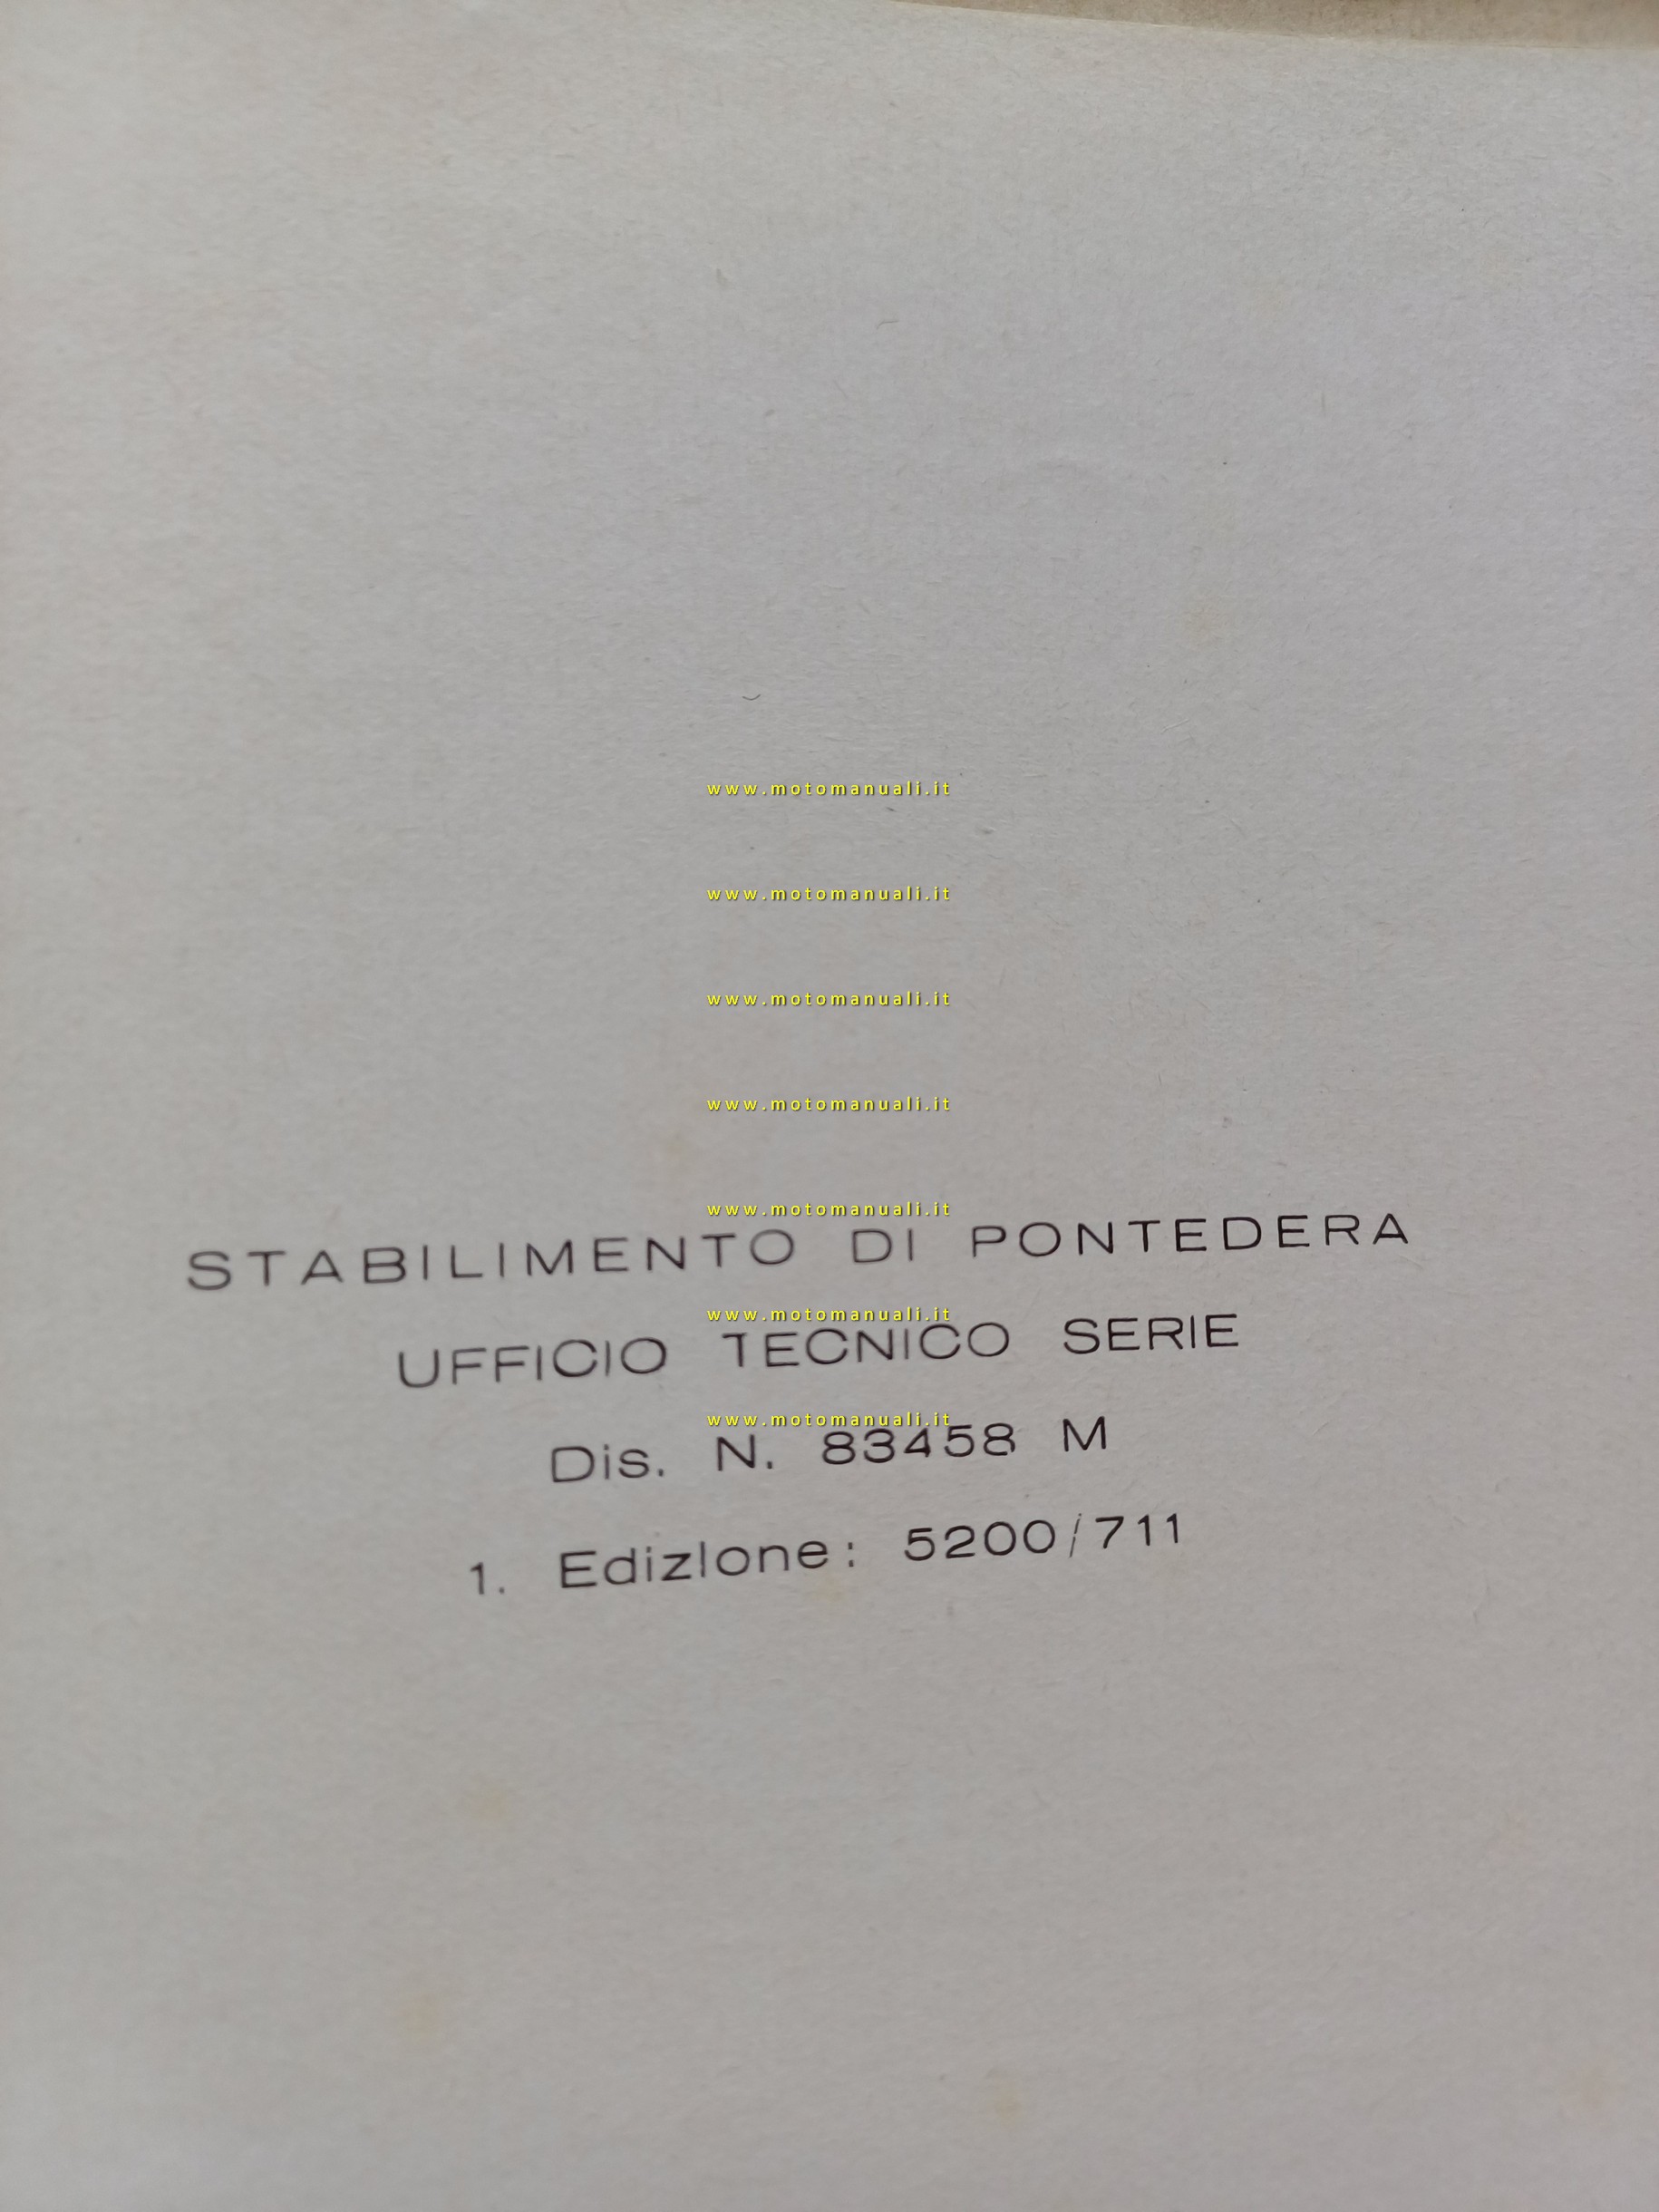 www.motomanuali.it
www.motomanuali.it
www.motomanuali.it
www.motomanuali.it
www.motomanuali.it
STABILIMENTO DI PONTEDERA
www.motomanuali.it
UFFICIO TECNICO SERIE
www.motomanuali.it
Dis. N. 83458 M
1. Edizlone: 5200/711